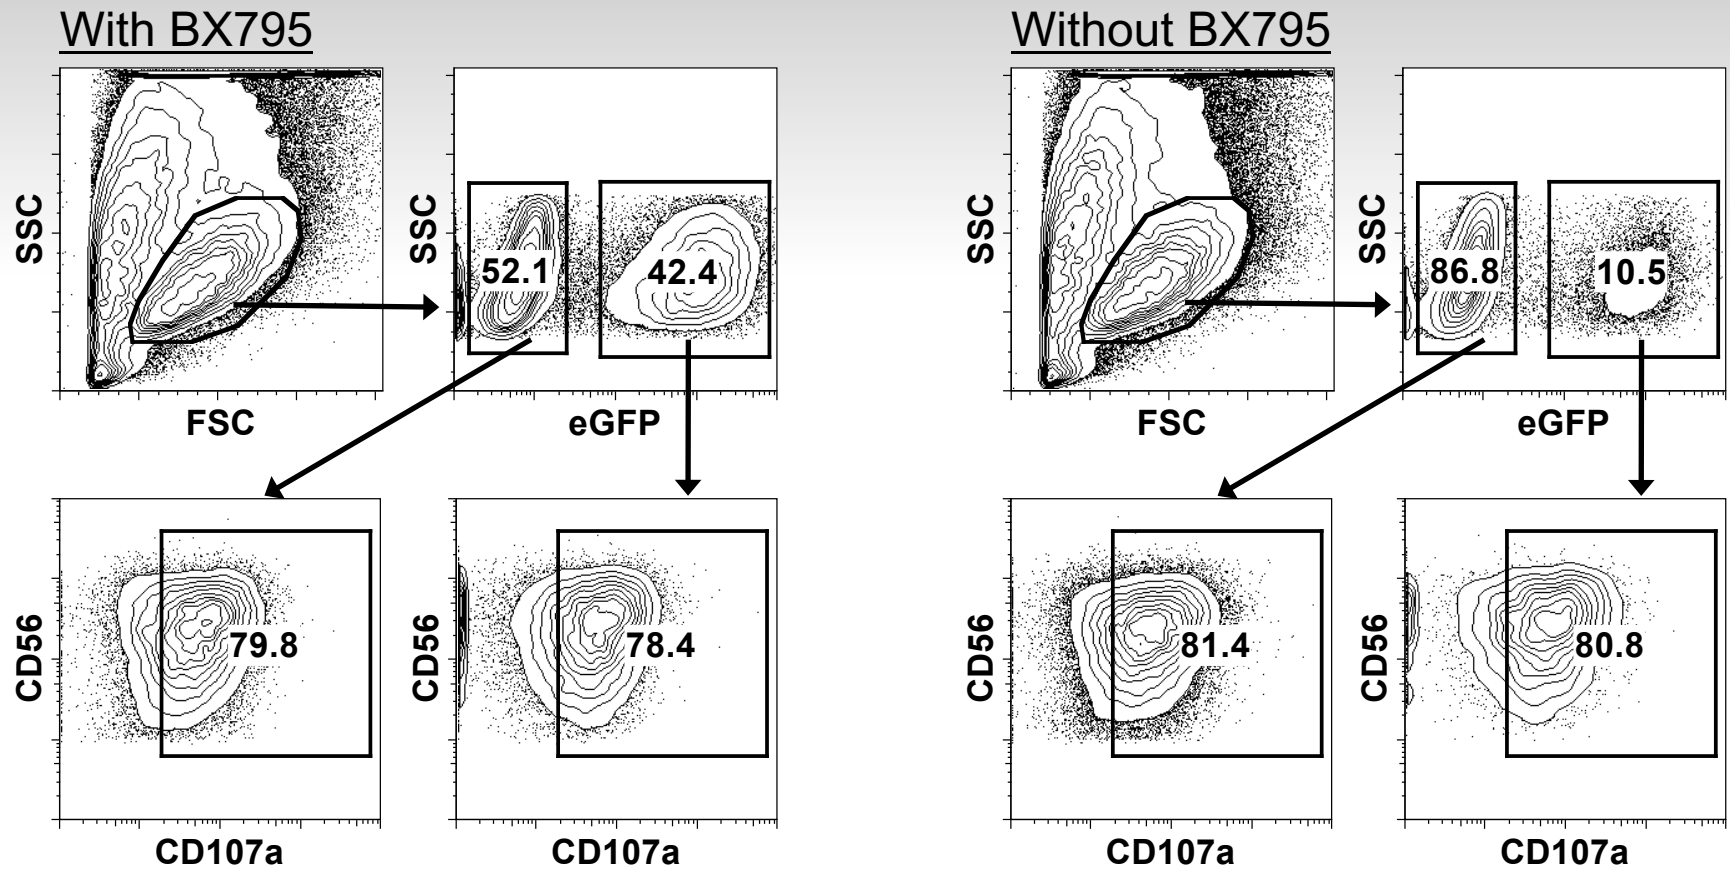 With BX795
Without BX795
SSC
FSC
SSC
52.1
42.4
eGFP
SSC
FSC
SSC
86.8
10.5
eGFP
CD56
79.8
CD107a
CD56
78.4
CD107a
CD56
81.4
CD107a
CD56
80.8
CD107a